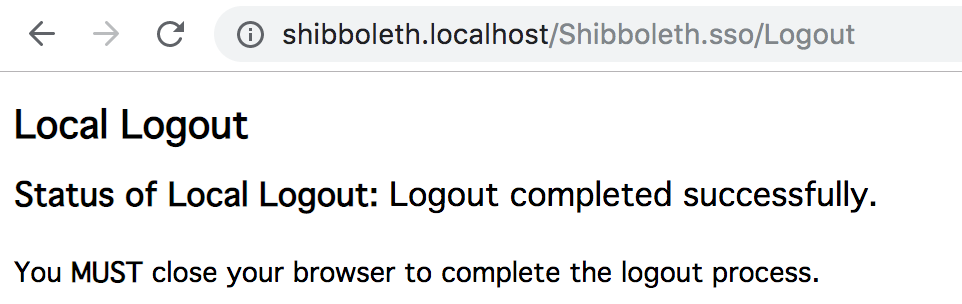 shibboleth.localhost/Shibboleth.sso/Logout
Local Logout
Status of Local Logout: Logout completed successfully.
You MUST close your browser to complete the logout process.